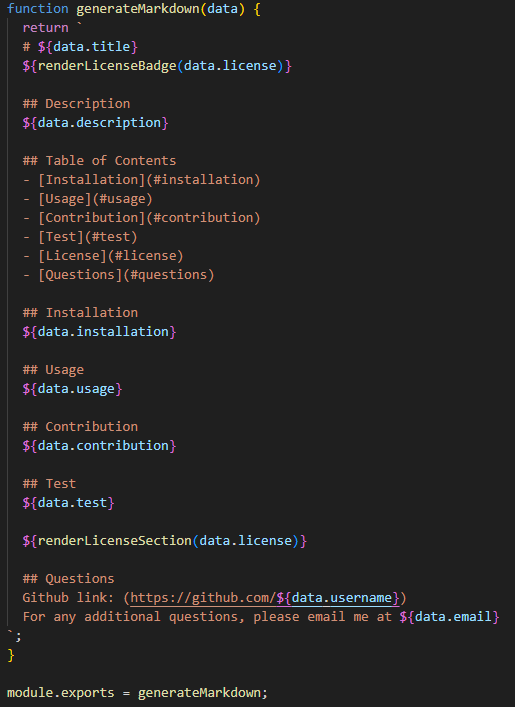 function generateMarkdown(data) {
  return `
  # ${data.title}
  ${renderLicenseBadge(data.license)}

  ## Description
  ${data.description}

  ## Table of Contents
  - [Installation](#installation)
  - [Usage](#usage)
  - [Contribution](#contribution)
  - [Test](#test)
  - [License](#license)
  - [Questions](#questions)

  ## Installation
  ${data.installation}

  ## Usage
  ${data.usage}

  ## Contribution
  ${data.contribution}

  ## Test
  ${data.test}

  ${renderLicenseSection(data.license)}

  ## Questions
  Github link: (https://github.com/${data.username})
  For any additional questions, please email me at ${data.email}
`;
}

module.exports = generateMarkdown;